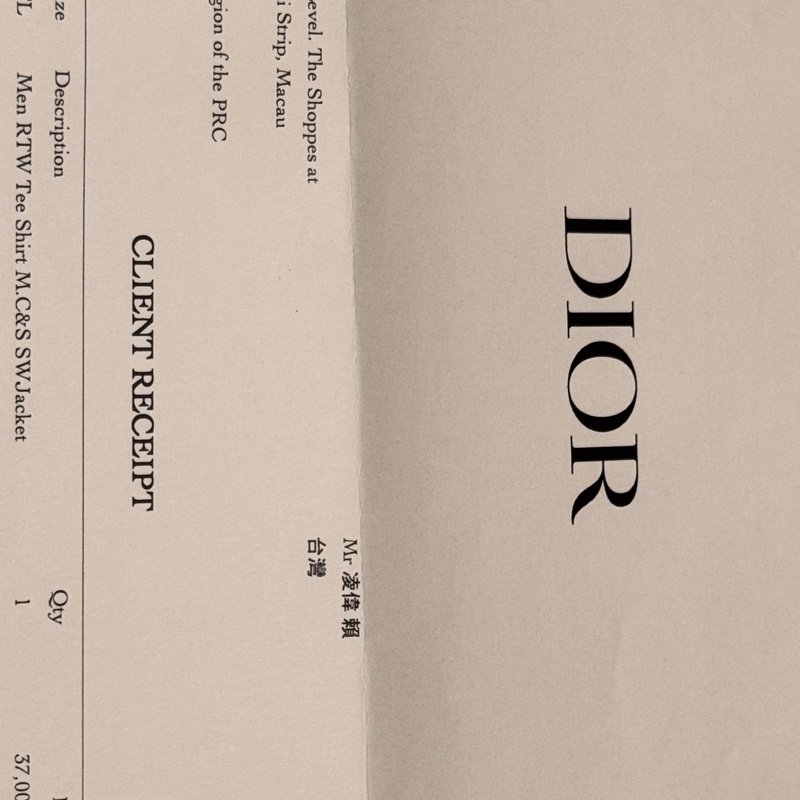 DIOR
Mr 凌偉 賴
台灣
evel. The Shoppes at
i Strip, Macau
gion of the PRC
CLIENT RECEIPT
ze Description Qty
TL Men RTW Tee Shirt M.C&S SWJacket 1 37,00